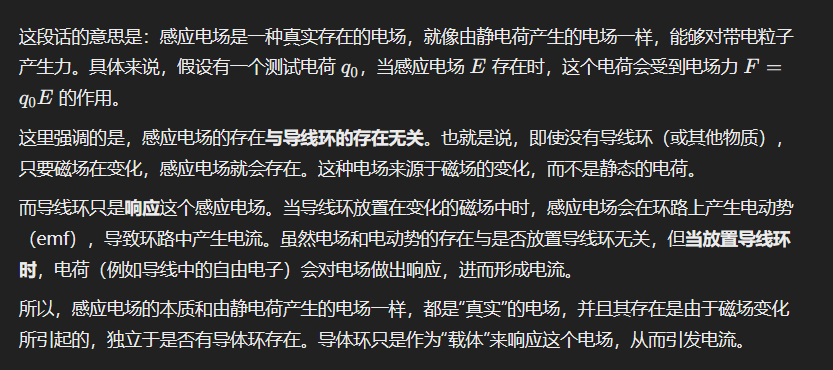 这段话的意思是：感应电场是一种真实存在的电场，就像由静电荷产生的电场一样，能够对带电粒子
产生力。具体来说，假设有一个测试电荷 q₀，当感应电场 E 存在时，这个电荷会受到电场力 F =
q₀E 的作用。
这里强调的是，感应电场的存在与导线环的存在无关。也就是说，即使没有导线环（或其他物质），
只要磁场在变化，感应电场就会存在。这种电场来源于磁场的变化，而不是静态的电荷。
而导线环只是响应这个感应电场。当导线环放置在变化的磁场中时，感应电场会在环路上产生电动势
（emf），导致环路中产生电流。虽然电场和电动势的存在与是否放置导线环无关，但当放置导线环
时，电荷（例如导线中的自由电子）会对电场做出响应，进而形成电流。
所以，感应电场的本质和由静电荷产生的电场一样，都是“真实”的电场，并且其存在是由于磁场变化
所引起的，独立于是否有导体环存在。导体环只是作为“载体”来响应这个电场，从而引发电流。